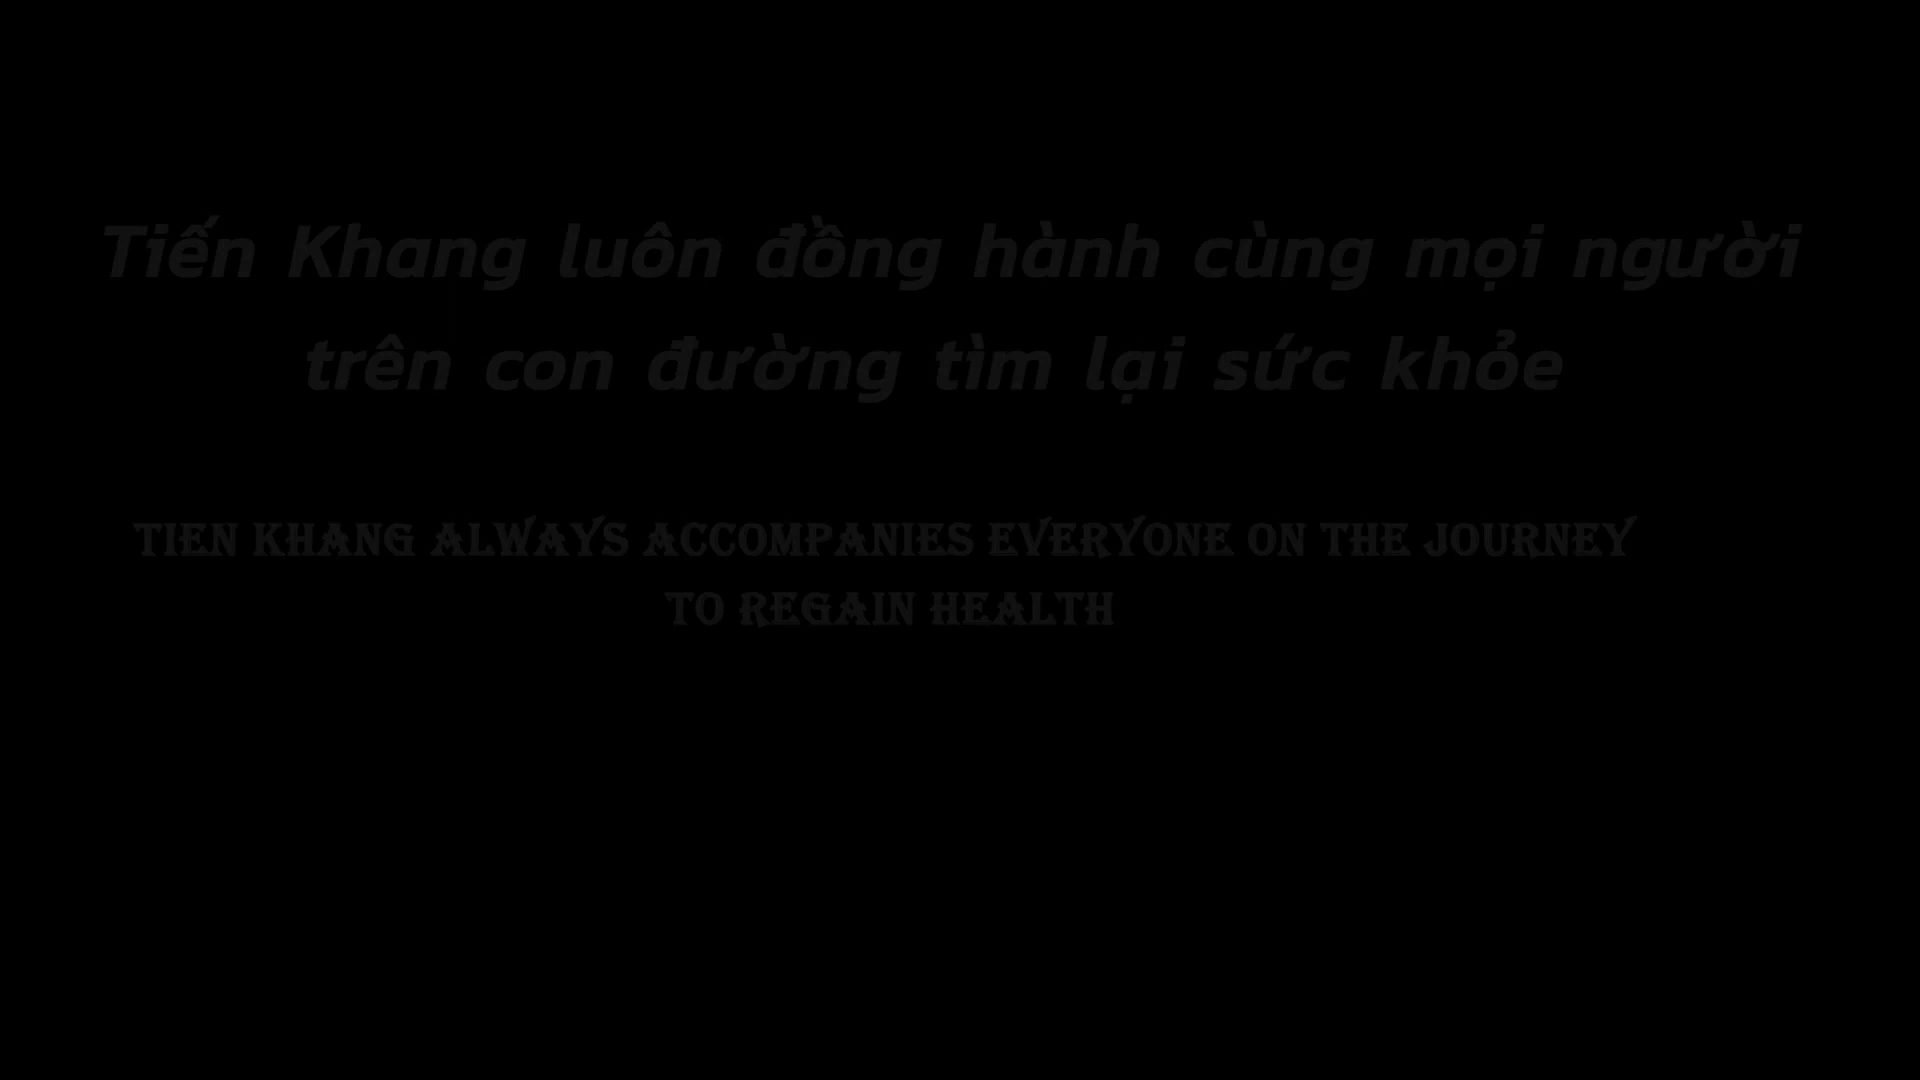 Tiến Khang luôn đồng hành cùng mọi người
trên con đường tìm lại sức khỏe
TIEN KHANG ALWAYS ACCOMPANIES EVERYONE ON THE JOURNEY
TO REGAIN HEALTH